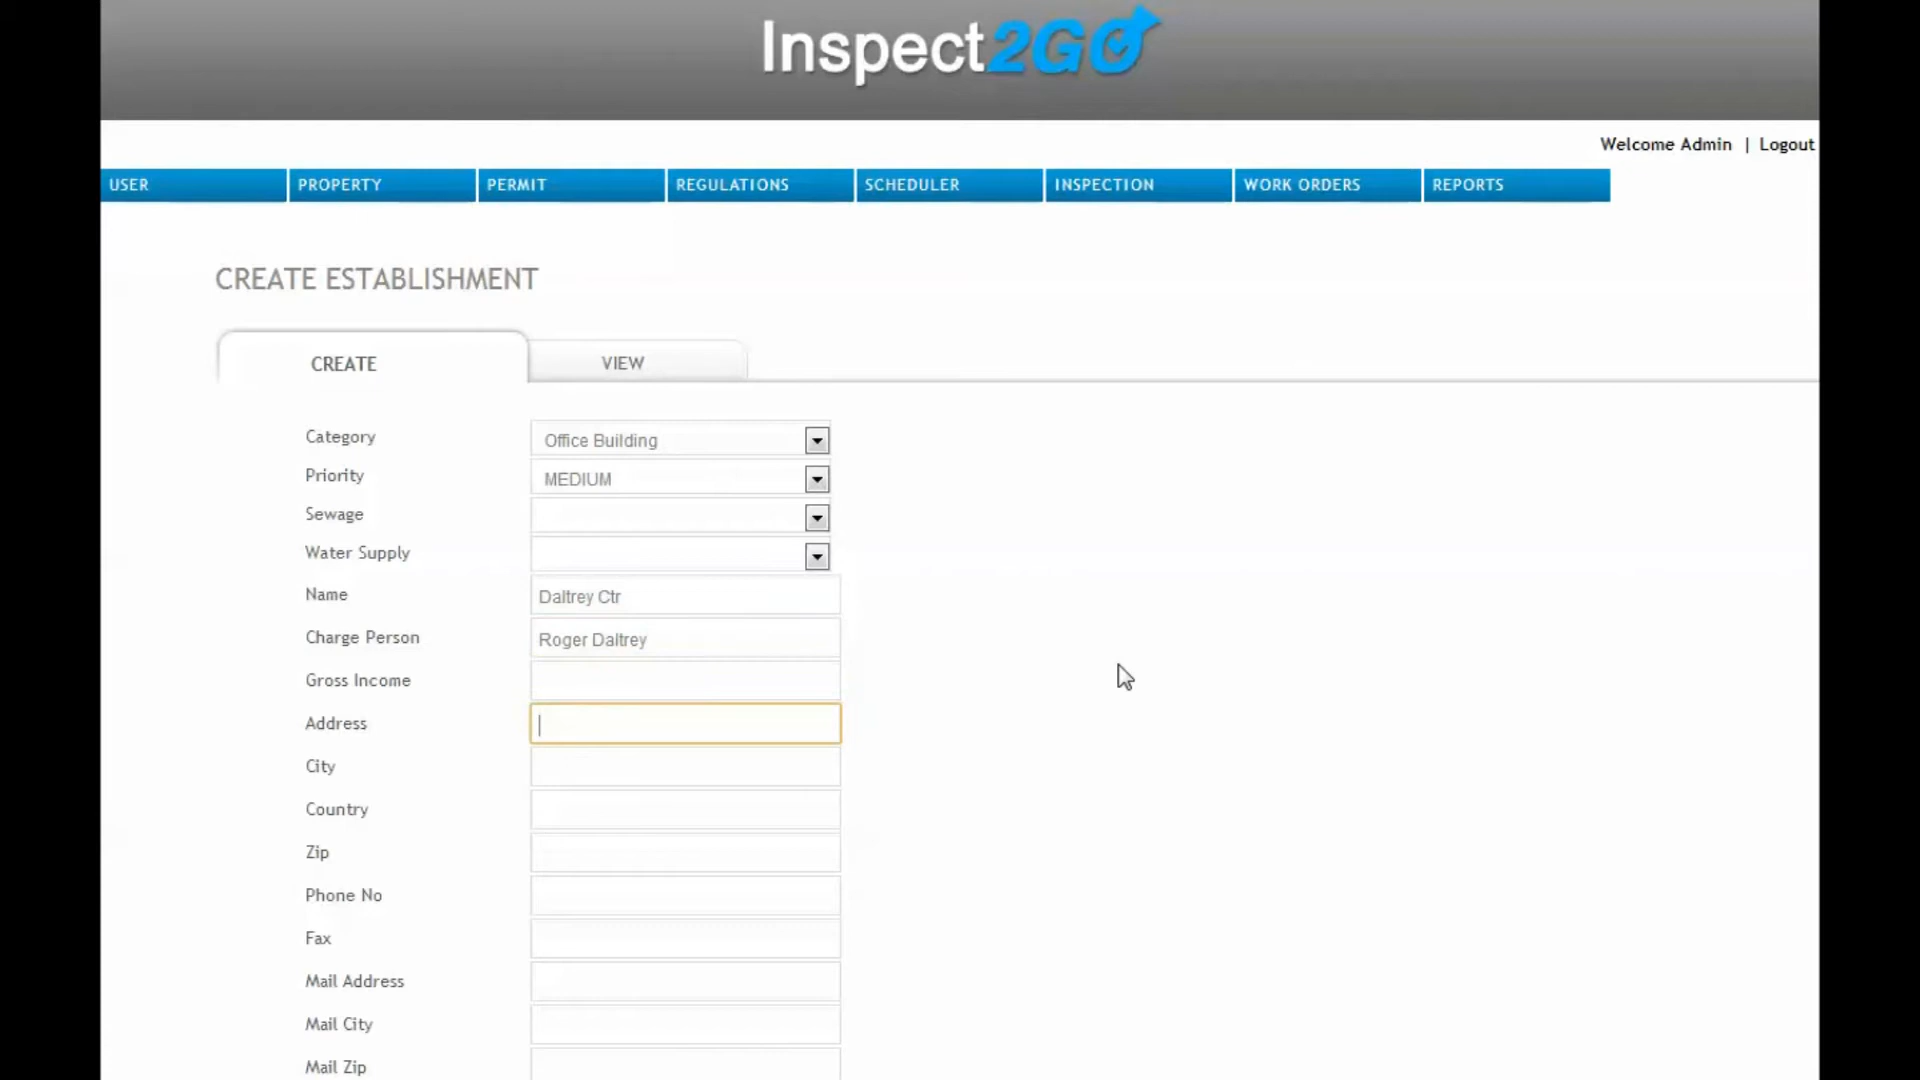 Inspect2GO
Welcome Admin | Logout
USER PROPERTY PERMIT REGULATIONS SCHEDULER INSPECTION WORK ORDERS REPORTS
CREATE ESTABLISHMENT
CREATE VIEW
Category Office Building
Priority MEDIUM
Sewage
Water Supply
Name Daltrey Ctr
Charge Person Roger Daltrey
Gross Income
Address
City
Country
Zip
Phone No
Fax
Mail Address
Mail City
Mail Zip